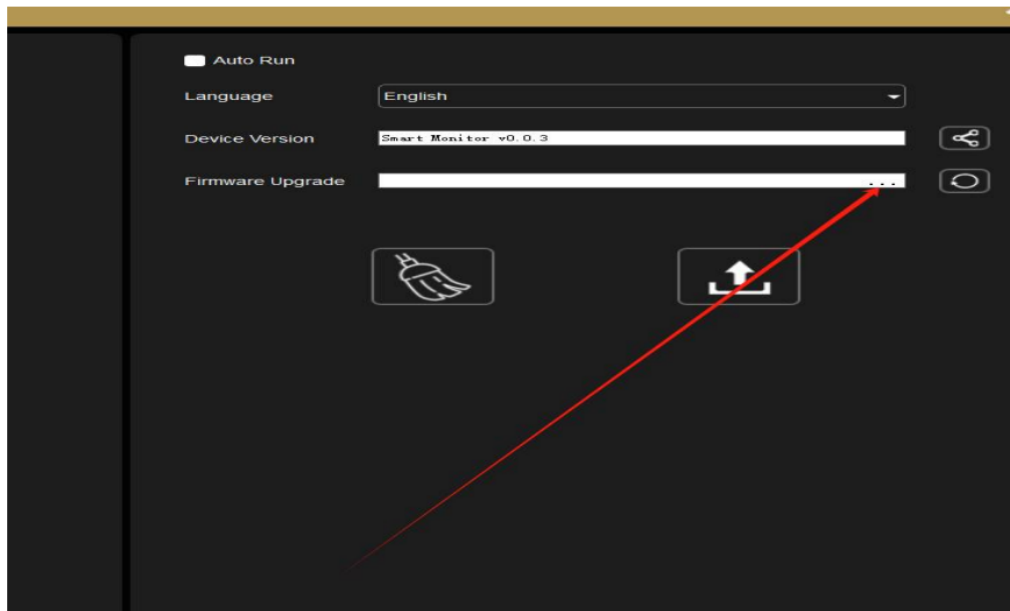 Auto Run
Language English
Device Version Smart Monitor v0.0.3
Firmware Upgrade ...